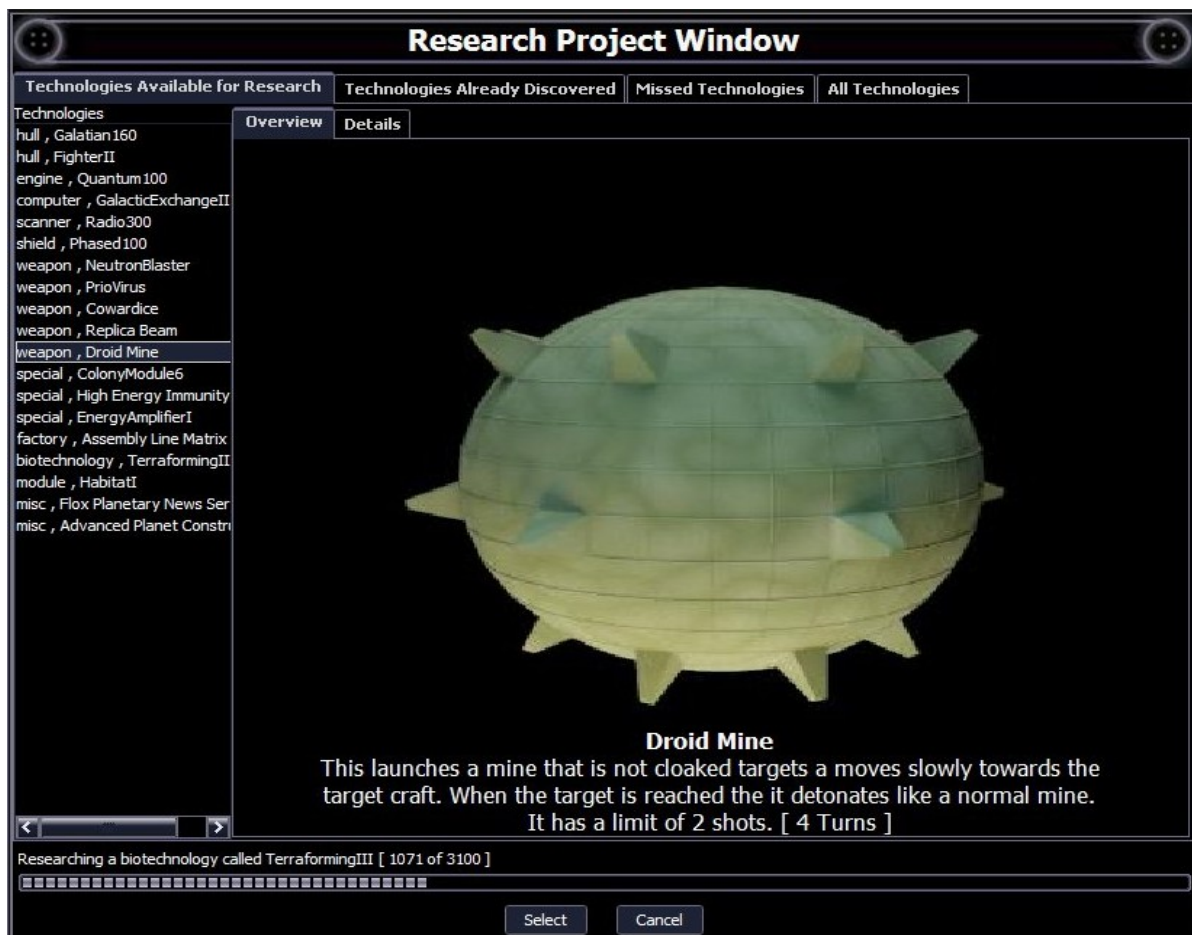 Research Project Window
Technologies Available for Research
Technologies Already Discovered
Missed Technologies
All Technologies
Technologies
hull , Galatian160
hull , FighterII
engine , Quantum100
computer , GalacticExchangeII
scanner , Radio300
shield , Phased100
weapon , NeutronBlaster
weapon , PrioVirus
weapon , Cowardice
weapon , Replica Beam
weapon , Droid Mine
special , ColonyModule6
special , High Energy Immunity
special , EnergyAmplifierI
factory , Assembly Line Matrix
biotechnology , TerraformingII
module , HabitatI
misc , Flox Planetary News Ser
misc , Advanced Planet Constru
Overview
Details
Droid Mine
This launches a mine that is not cloaked targets a moves slowly towards the
target craft. When the target is reached the it detonates like a normal mine.
It has a limit of 2 shots. [ 4 Turns ]
Researching a biotechnology called TerraformingIII [ 1071 of 3100 ]
Select
Cancel